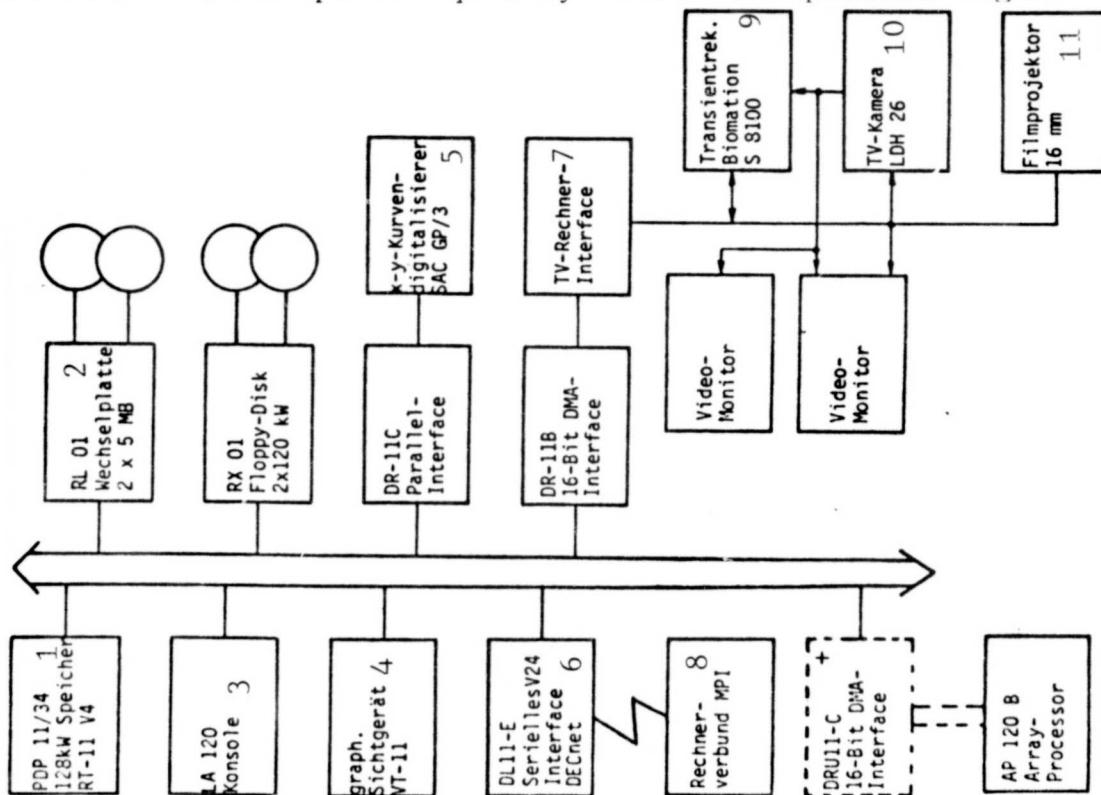 PDP 11/34
128kW Speicher
RT-11 V4
1
LA 120
Konsole
3
graph.
Sichtgerät
VT-11
4
DL11-E
SeriellesV24
Interface
DECnet
6
Rechner-
verbund MPI
8
+
DRU11-C
16-Bit DMA-
Interface
AP 120 B
Array-
Processor
RL 01
Wechselplatte
2 x 5 MB
2
RX 01
Floppy-Disk
2x120 kW
DR-11C
Parallel-
Interface
DR-11B
16-Bit DMA-
Interface
x-y-Kurven-
digitalisierer
SAC GP/3
5
TV-Rechner-
Interface
7
Video-
Monitor
Video-
Monitor
Transientrek.
Biomation
S 8100
9
TV-Kamera
LDH 26
10
Filmprojektor
16 mm
11